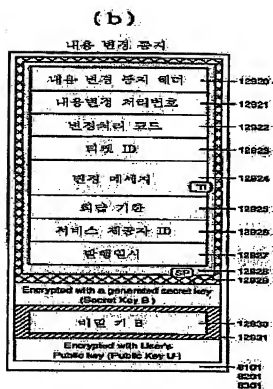 (b)
내용 변경 통지
내용 변경 통지 헤더 12920
내용변경 처리번호 12921
변경처리 코드 12922
티켓 ID 12923
변경 메세지 12924
TI
회답 기한 12925
서비스 제공자 ID 12926
발행일시 12927
SP 12928
12929
Encrypted with a generated secret key
(Secret Key B)
비밀 키 B 12930
12931
Encrypted with User's
Public key (Public Key U)
8101
8201
8301